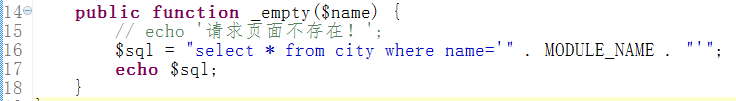 14 public function _empty($name) {
15 // echo '请求页面不存在！';
16 $sql = "select * from city where name='" . MODULE_NAME . "'";
17 echo $sql;
18 }